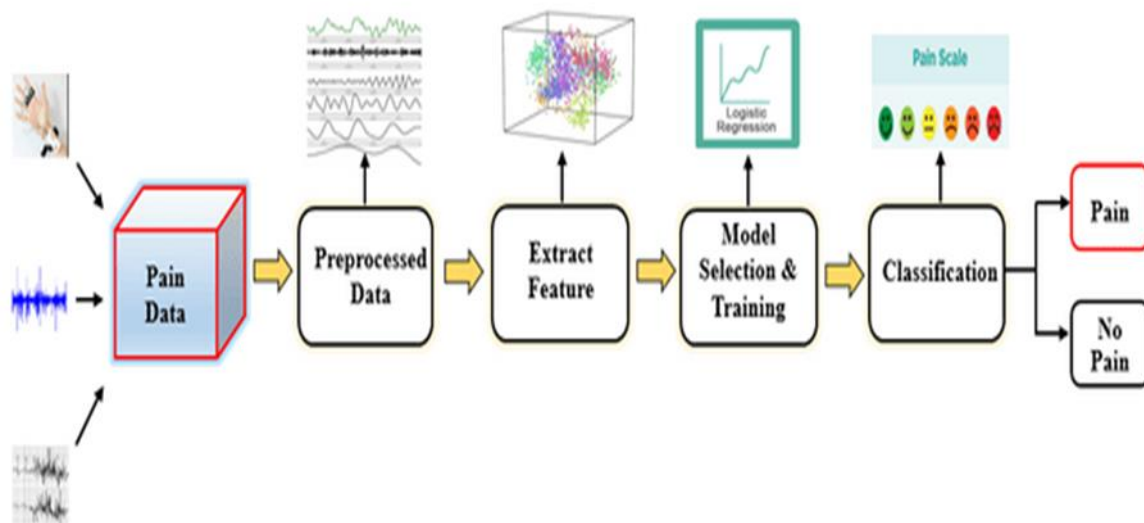 Pain
Data
Preprocessed
Data
Extract
Feature
Logistic
Regression
Model
Selection &
Training
Pain Scale
Classification
Pain
No
Pain